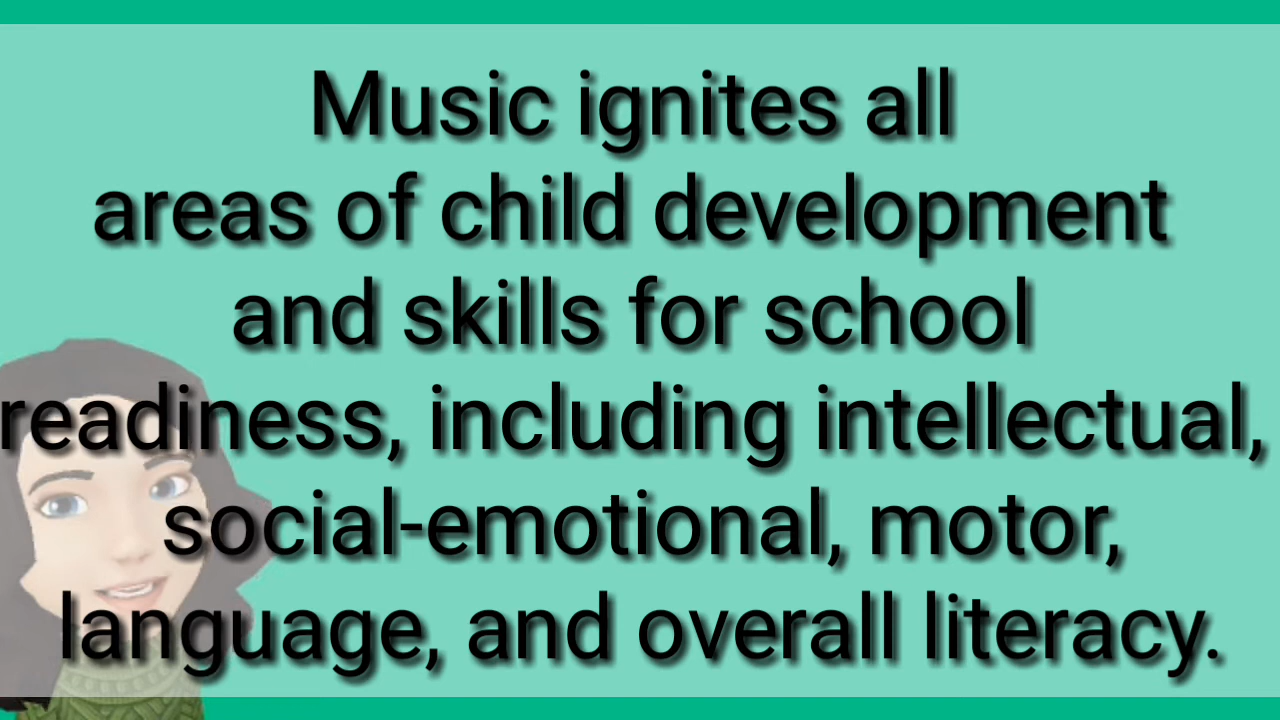 Music ignites all
areas of child development
and skills for school
readiness, including intellectual,
social-emotional, motor,
language, and overall literacy.